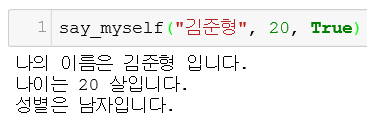 1 say_myself("김준형", 20, True)
나의 이름은 김준형 입니다.
나이는 20 살입니다.
성별은 남자입니다.